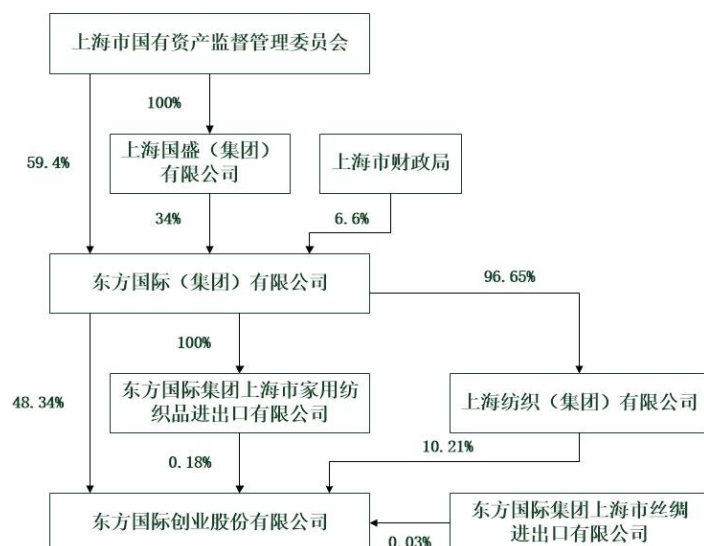 上海市国有资产监督管理委员会
100%
59.4%
上海国盛（集团）
有限公司
上海市财政局
34%
6.6%
东方国际（集团）有限公司
96.65%
100%
48.34%
东方国际集团上海市家用纺
织品进出口有限公司
上海纺织（集团）有限公司
0.18%
10.21%
东方国际创业股份有限公司
东方国际集团上海市丝绸
进出口有限公司
0.03%